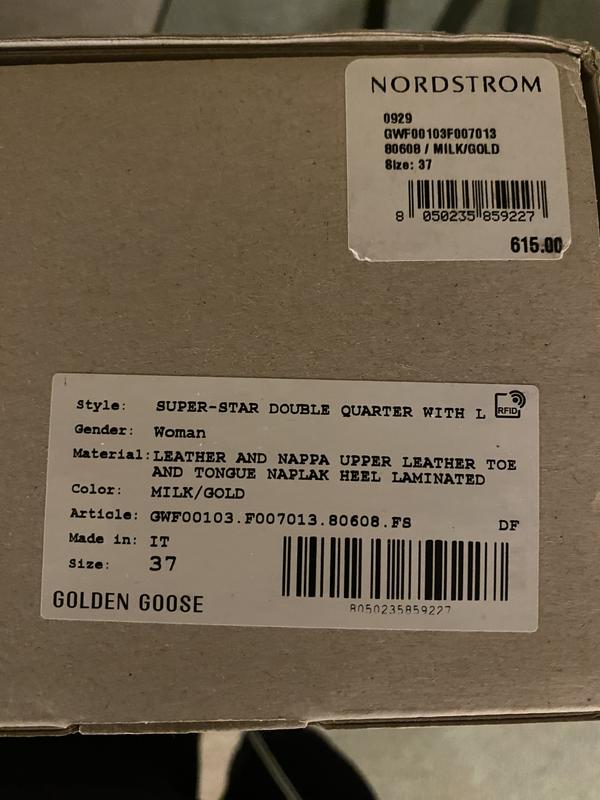 NORDSTROM
0929
GWF00103F007013
80608 / MILK/GOLD
Size: 37
8 050235 859227
615.00
Style: SUPER-STAR DOUBLE QUARTER WITH L
RFID
Gender: Woman
Material: LEATHER AND NAPPA UPPER LEATHER TOE
AND TONGUE NAPLAK HEEL LAMINATED
Color: MILK/GOLD
Article: GWF00103.F007013.80608.FS DF
Made in: IT
Size: 37
8050235859227
GOLDEN GOOSE